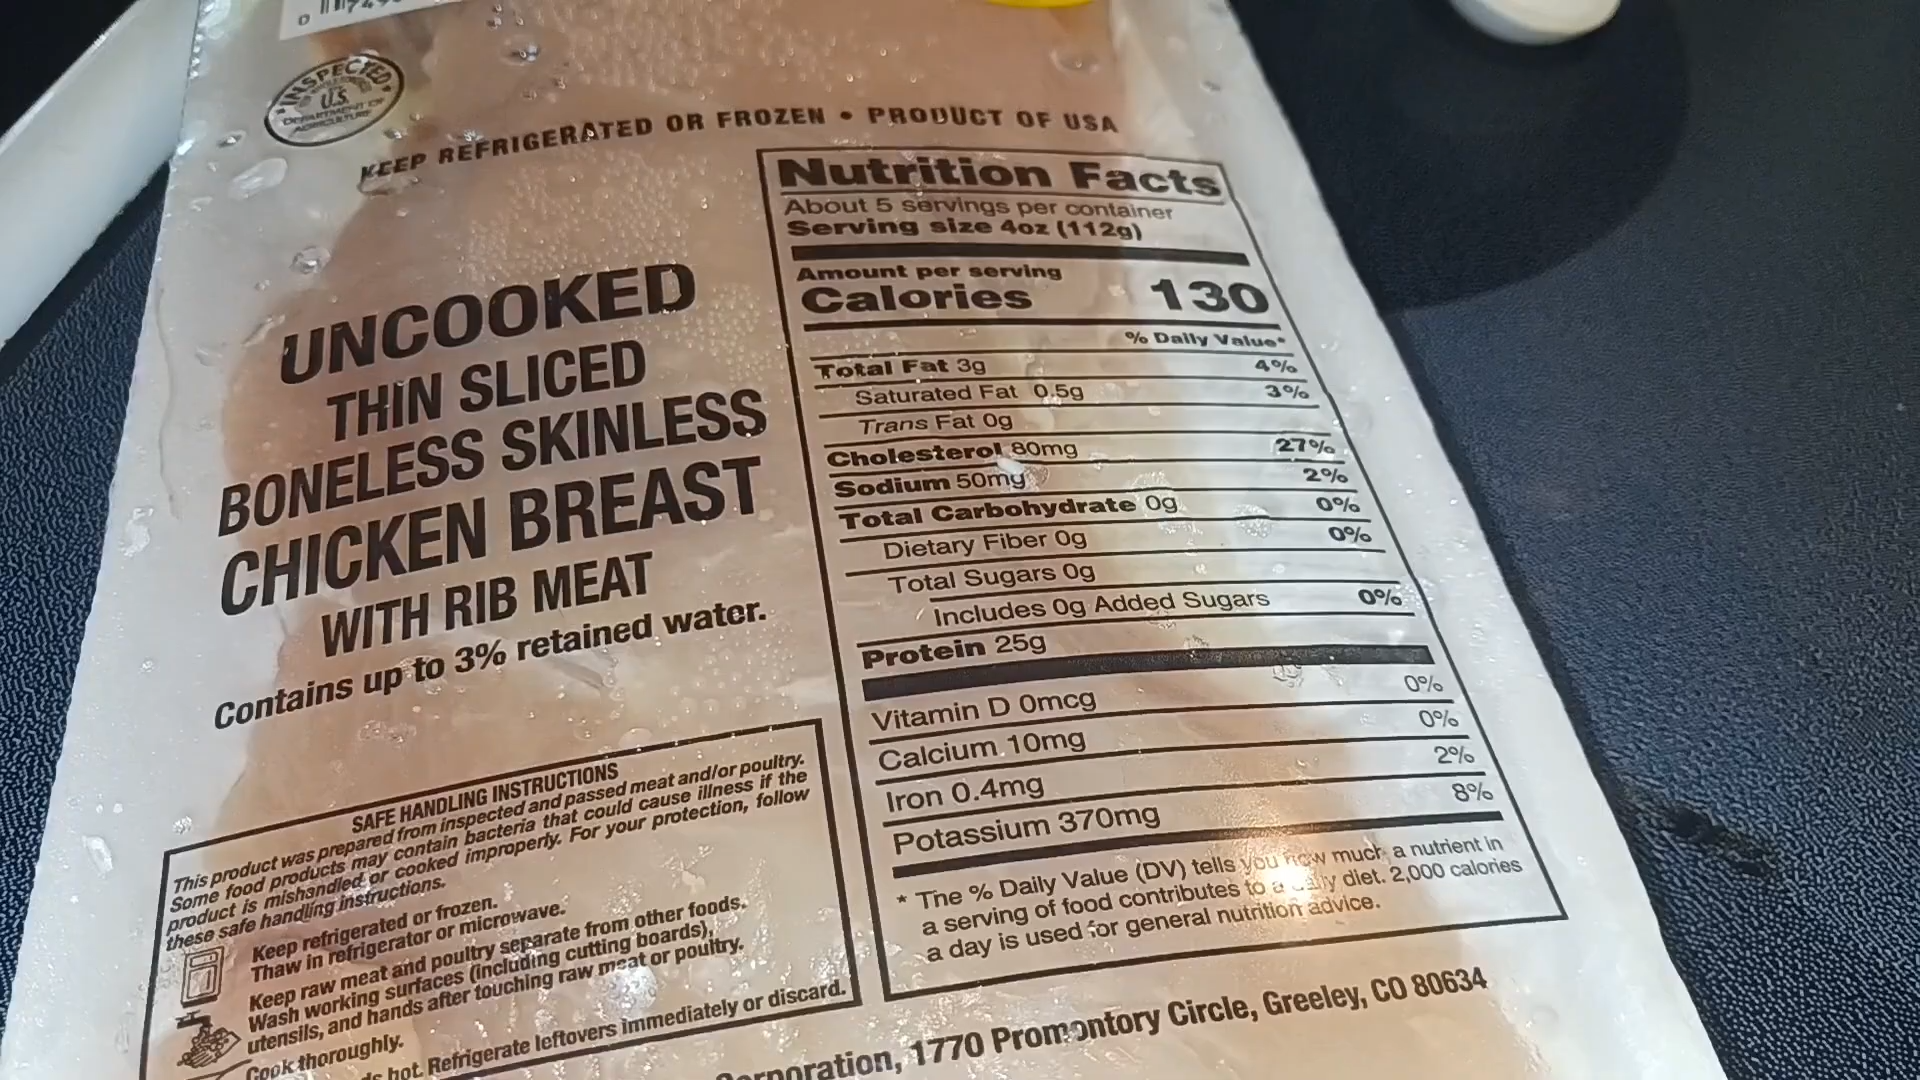 INSPECTED
U.S.
DEPARTMENT OF
AGRICULTURE
KEEP REFRIGERATED OR FROZEN • PRODUCT OF USA
UNCOOKED
THIN SLICED
BONELESS SKINLESS
CHICKEN BREAST
WITH RIB MEAT
Contains up to 3% retained water.
SAFE HANDLING INSTRUCTIONS
This product was prepared from inspected and passed meat and/or poultry.
Some food products may contain bacteria that could cause illness if the
product is mishandled or cooked improperly. For your protection, follow
these safe handling instructions.
Keep refrigerated or frozen.
Thaw in refrigerator or microwave.
Keep raw meat and poultry separate from other foods.
Wash working surfaces (including cutting boards),
utensils, and hands after touching raw meat or poultry.
Cook thoroughly.
hot. Refrigerate leftovers immediately or discard.
Nutrition Facts
About 5 servings per container
Serving size 4oz (112g)
Amount per serving
Calories 130
% Daily Value*
Total Fat 3g 4%
Saturated Fat 0.5g 3%
Trans Fat 0g
Cholesterol 80mg 27%
Sodium 50mg 2%
Total Carbohydrate 0g 0%
Dietary Fiber 0g 0%
Total Sugars 0g
Includes 0g Added Sugars 0%
Protein 25g
Vitamin D 0mcg 0%
Calcium 10mg 0%
Iron 0.4mg 2%
Potassium 370mg 8%
* The % Daily Value (DV) tells you how much a nutrient in
a serving of food contributes to a daily diet. 2,000 calories
a day is used for general nutrition advice.
1770 Promontory Circle, Greeley, CO 80634